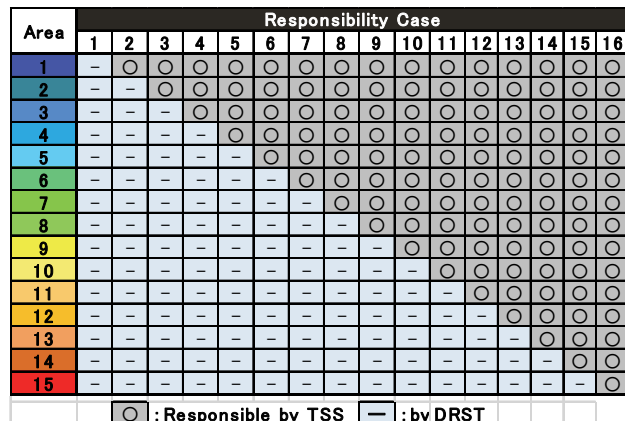 Area Responsibility Case
1 2 3 4 5 6 7 8 9 10 11 12 13 14 15 16
1 – ○ ○ ○ ○ ○ ○ ○ ○ ○ ○ ○ ○ ○ ○ ○
2 – – ○ ○ ○ ○ ○ ○ ○ ○ ○ ○ ○ ○ ○ ○
3 – – – ○ ○ ○ ○ ○ ○ ○ ○ ○ ○ ○ ○ ○
4 – – – – ○ ○ ○ ○ ○ ○ ○ ○ ○ ○ ○ ○
5 – – – – – ○ ○ ○ ○ ○ ○ ○ ○ ○ ○ ○
6 – – – – – – ○ ○ ○ ○ ○ ○ ○ ○ ○ ○
7 – – – – – – – ○ ○ ○ ○ ○ ○ ○ ○ ○
8 – – – – – – – – ○ ○ ○ ○ ○ ○ ○ ○
9 – – – – – – – – – ○ ○ ○ ○ ○ ○ ○
10 – – – – – – – – – – ○ ○ ○ ○ ○ ○
11 – – – – – – – – – – – ○ ○ ○ ○ ○
12 – – – – – – – – – – – – ○ ○ ○ ○
13 – – – – – – – – – – – – – ○ ○ ○
14 – – – – – – – – – – – – – – ○ ○
15 – – – – – – – – – – – – – – – ○
○ : Responsible by TSS – : by DRST